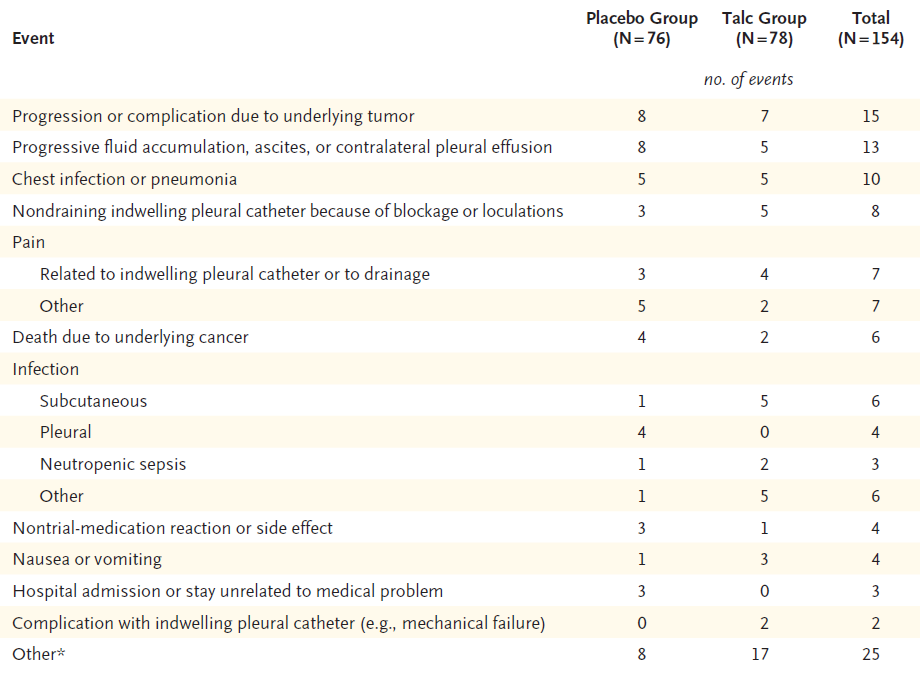 Event Placebo Group (N=76) Talc Group (N=78) Total (N=154)
no. of events
Progression or complication due to underlying tumor 8 7 15
Progressive fluid accumulation, ascites, or contralateral pleural effusion 8 5 13
Chest infection or pneumonia 5 5 10
Nondraining indwelling pleural catheter because of blockage or loculations 3 5 8
Pain
Related to indwelling pleural catheter or to drainage 3 4 7
Other 5 2 7
Death due to underlying cancer 4 2 6
Infection
Subcutaneous 1 5 6
Pleural 4 0 4
Neutropenic sepsis 1 2 3
Other 1 5 6
Nontrial-medication reaction or side effect 3 1 4
Nausea or vomiting 1 3 4
Hospital admission or stay unrelated to medical problem 3 0 3
Complication with indwelling pleural catheter (e.g., mechanical failure) 0 2 2
Other* 8 17 25